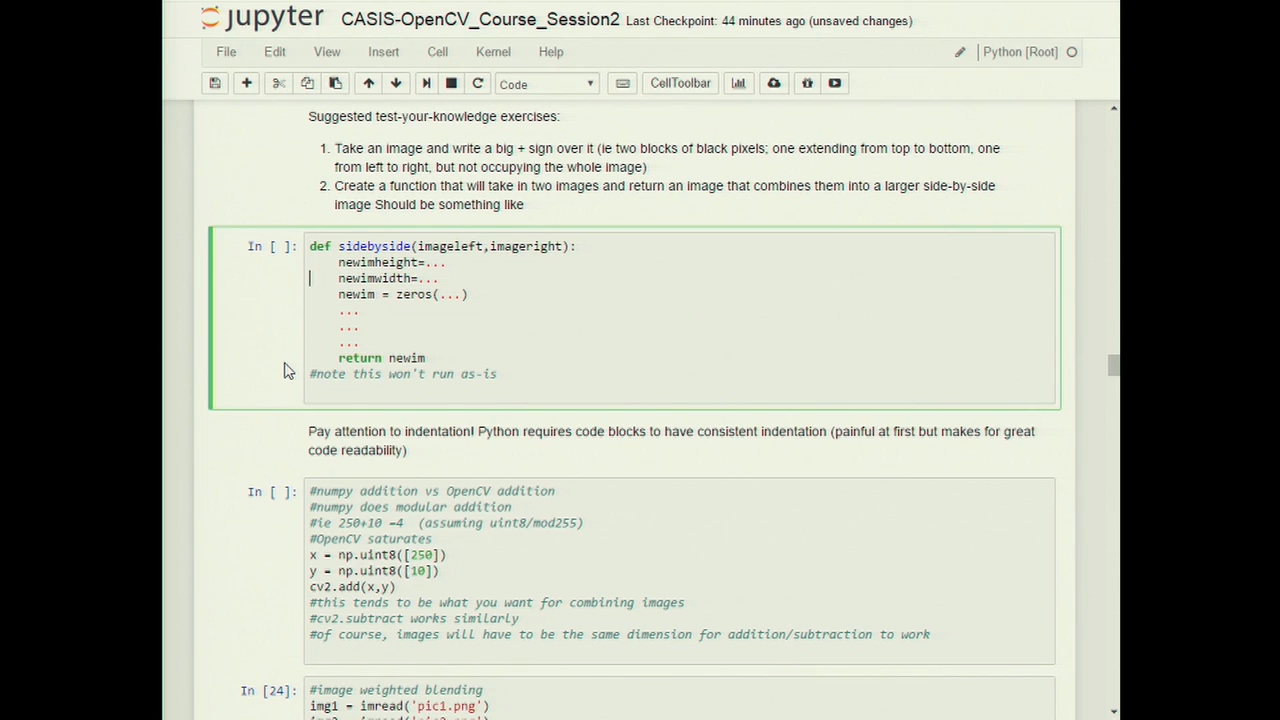 jupyter CASIS-OpenCV_Course_Session2 Last Checkpoint: 44 minutes ago (unsaved changes)
File Edit View Insert Cell Kernel Help Python [Root]
Code CellToolbar
Suggested test-your-knowledge exercises:
1. Take an image and write a big + sign over it (ie two blocks of black pixels; one extending from top to bottom, one
from left to right, but not occupying the whole image)
2. Create a function that will take in two images and return an image that combines them into a larger side-by-side
image Should be something like
In [ ]: def sidebyside(imageleft,imageright):
newimheight=...
newimwidth=...
newim = zeros(...)
...
...
...
return newim
#note this won't run as-is
Pay attention to indentation! Python requires code blocks to have consistent indentation (painful at first but makes for great
code readability)
In [ ]: #numpy addition vs OpenCV addition
#numpy does modular addition
#ie 250+10 =4 (assuming uint8/mod255)
#OpenCV saturates
x = np.uint8([250])
y = np.uint8([10])
cv2.add(x,y)
#this tends to be what you want for combining images
#cv2.subtract works similarly
#of course, images will have to be the same dimension for addition/subtraction to work
In [24]: #image weighted blending
img1 = imread('pic1.png')